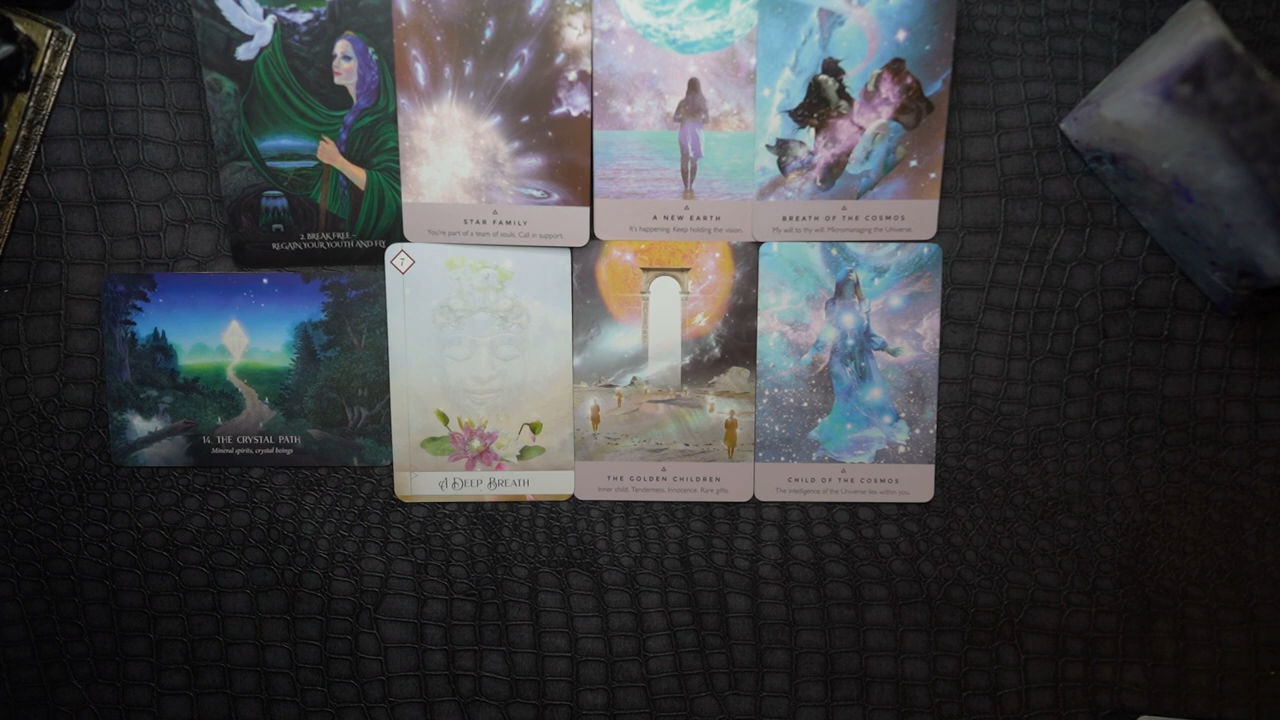 2. BREAK FREE –
REGAIN YOUR YOUTH AND FLY
STAR FAMILY
You're part of a team of souls. Call in support.
A NEW EARTH
It's happening. Keep holding the vision.
BREATH OF THE COSMOS
My will to thy will. Micromanaging the Universe.
14. THE CRYSTAL PATH
Mineral spirits, crystal beings
7
A DEEP BREATH
THE GOLDEN CHILDREN
Inner child. Tenderness. Innocence. Rare gifts.
CHILD OF THE COSMOS
The intelligence of the Universe lies within you.